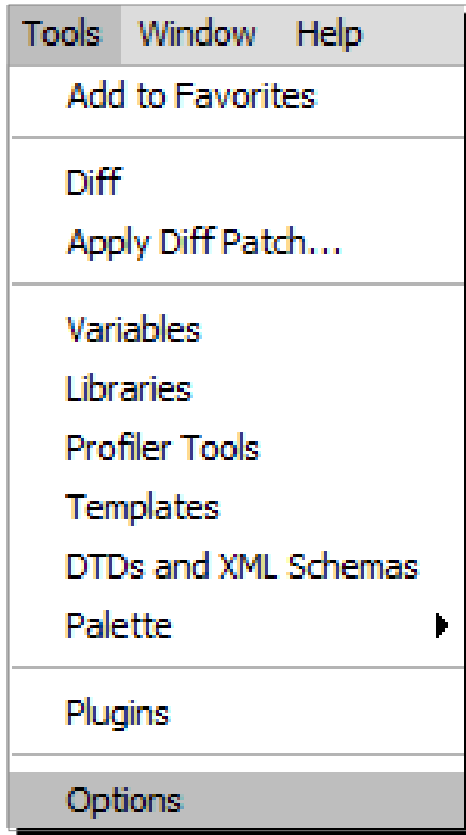 Tools Window Help
Add to Favorites
Diff
Apply Diff Patch...
Variables
Libraries
Profiler Tools
Templates
DTDs and XML Schemas
Palette
Plugins
Options